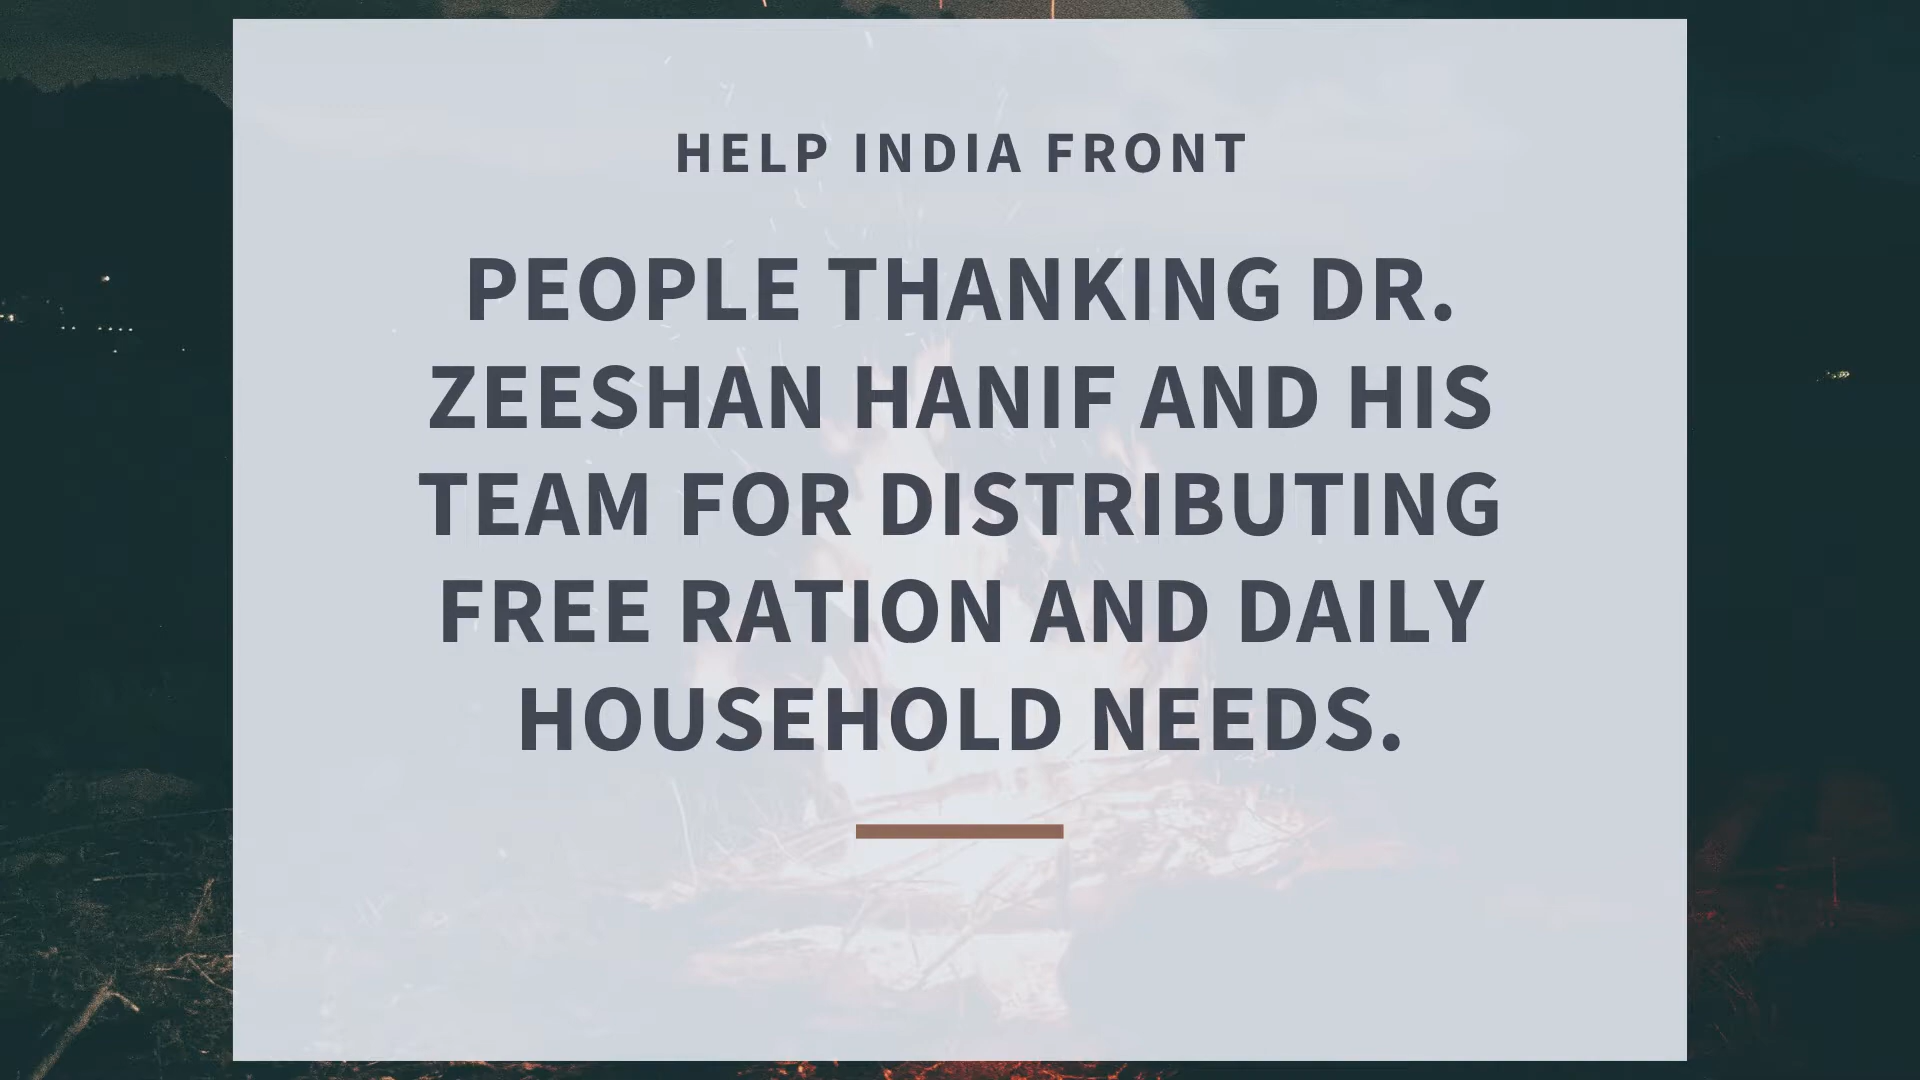 HELP INDIA FRONT
PEOPLE THANKING DR.
ZEESHAN HANIF AND HIS
TEAM FOR DISTRIBUTING
FREE RATION AND DAILY
HOUSEHOLD NEEDS.